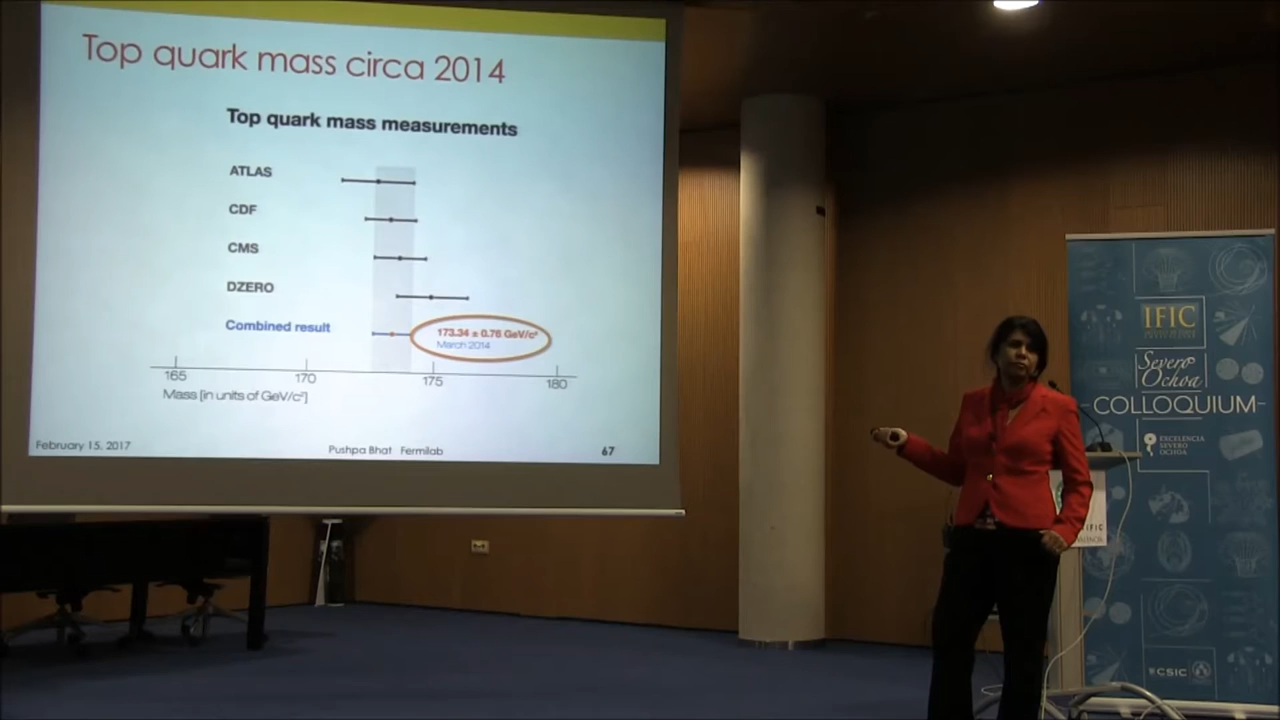 Top quark mass circa 2014
Top quark mass measurements
ATLAS
CDF
CMS
DZERO
Combined result
173.34 ± 0.76 GeV/c²
March 2014
165
170
175
180
Mass [in units of GeV/c²]
February 15, 2017
Pushpa Bhat Fermilab
67
IFIC
Severo
Ochoa
COLLOQUIUM
EXCELENCIA
SEVERO
OCHOA
CSIC